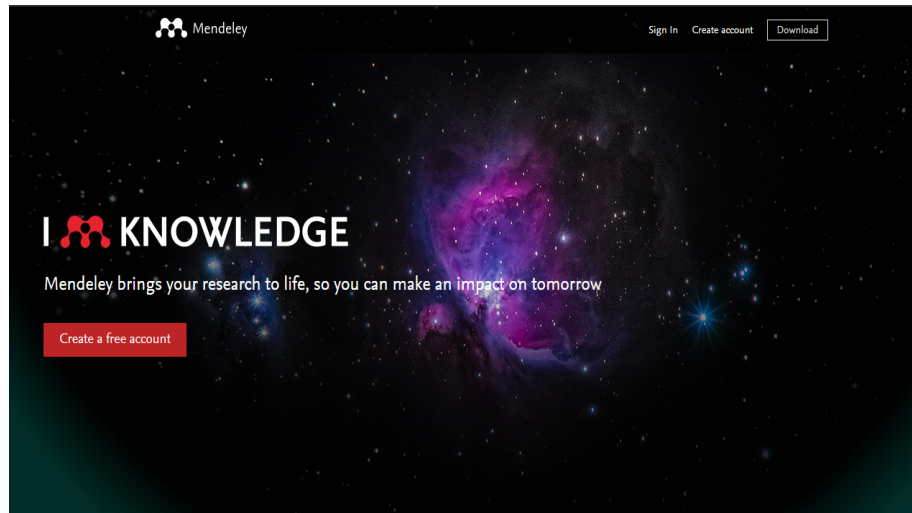 Mendeley
Sign In
Create account
Download
I KNOWLEDGE
Mendeley brings your research to life, so you can make an impact on tomorrow
Create a free account